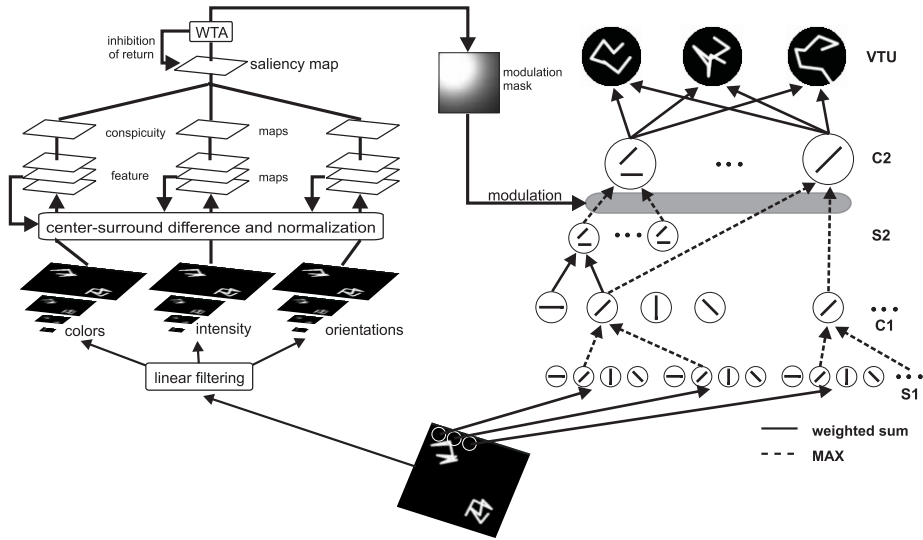 WTA
inhibition
of return
saliency map
modulation
mask
VTU
conspicuity
maps
C2
feature
maps
modulation
center-surround difference and normalization
S2
colors
intensity
orientations
C1
linear filtering
S1
weighted sum
MAX